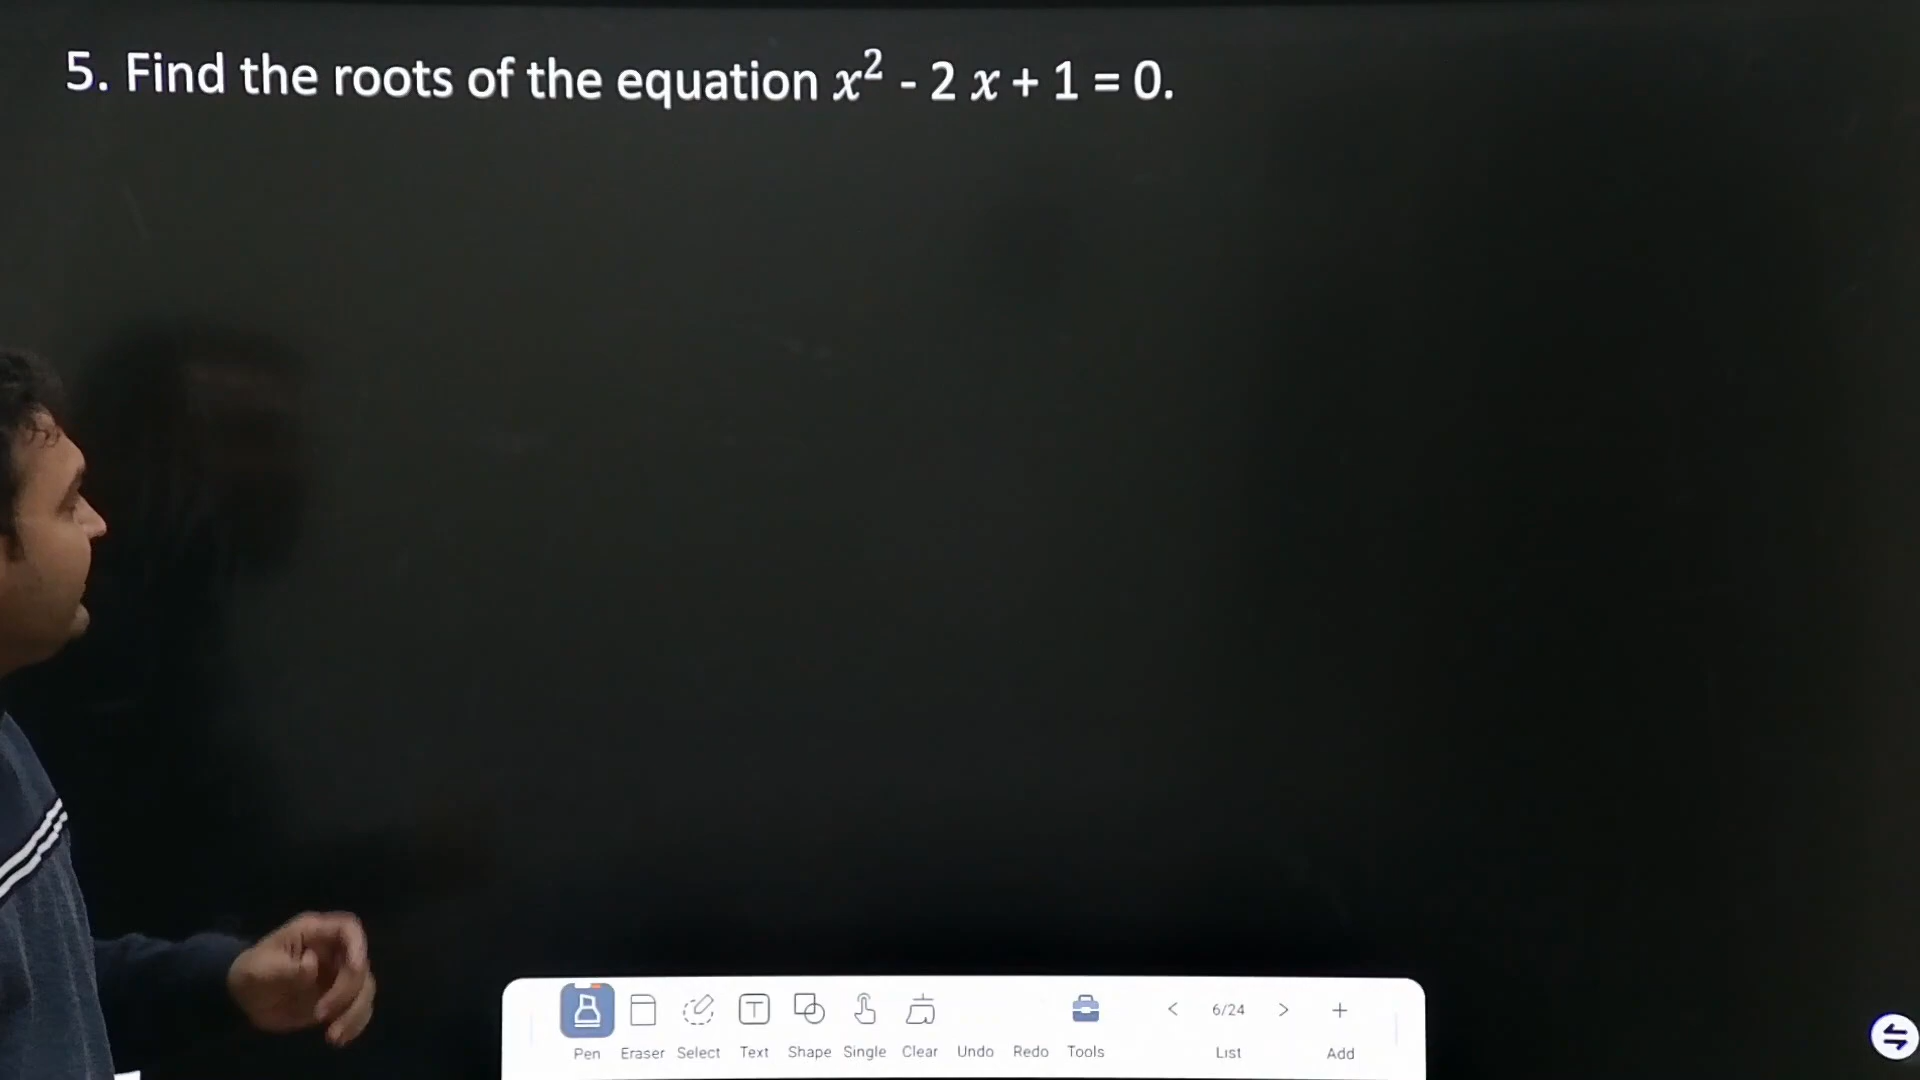 5. Find the roots of the equation x² - 2 x + 1 = 0.
Pen Eraser Select Text Shape Single Clear Undo Redo Tools < 6/24 > List + Add